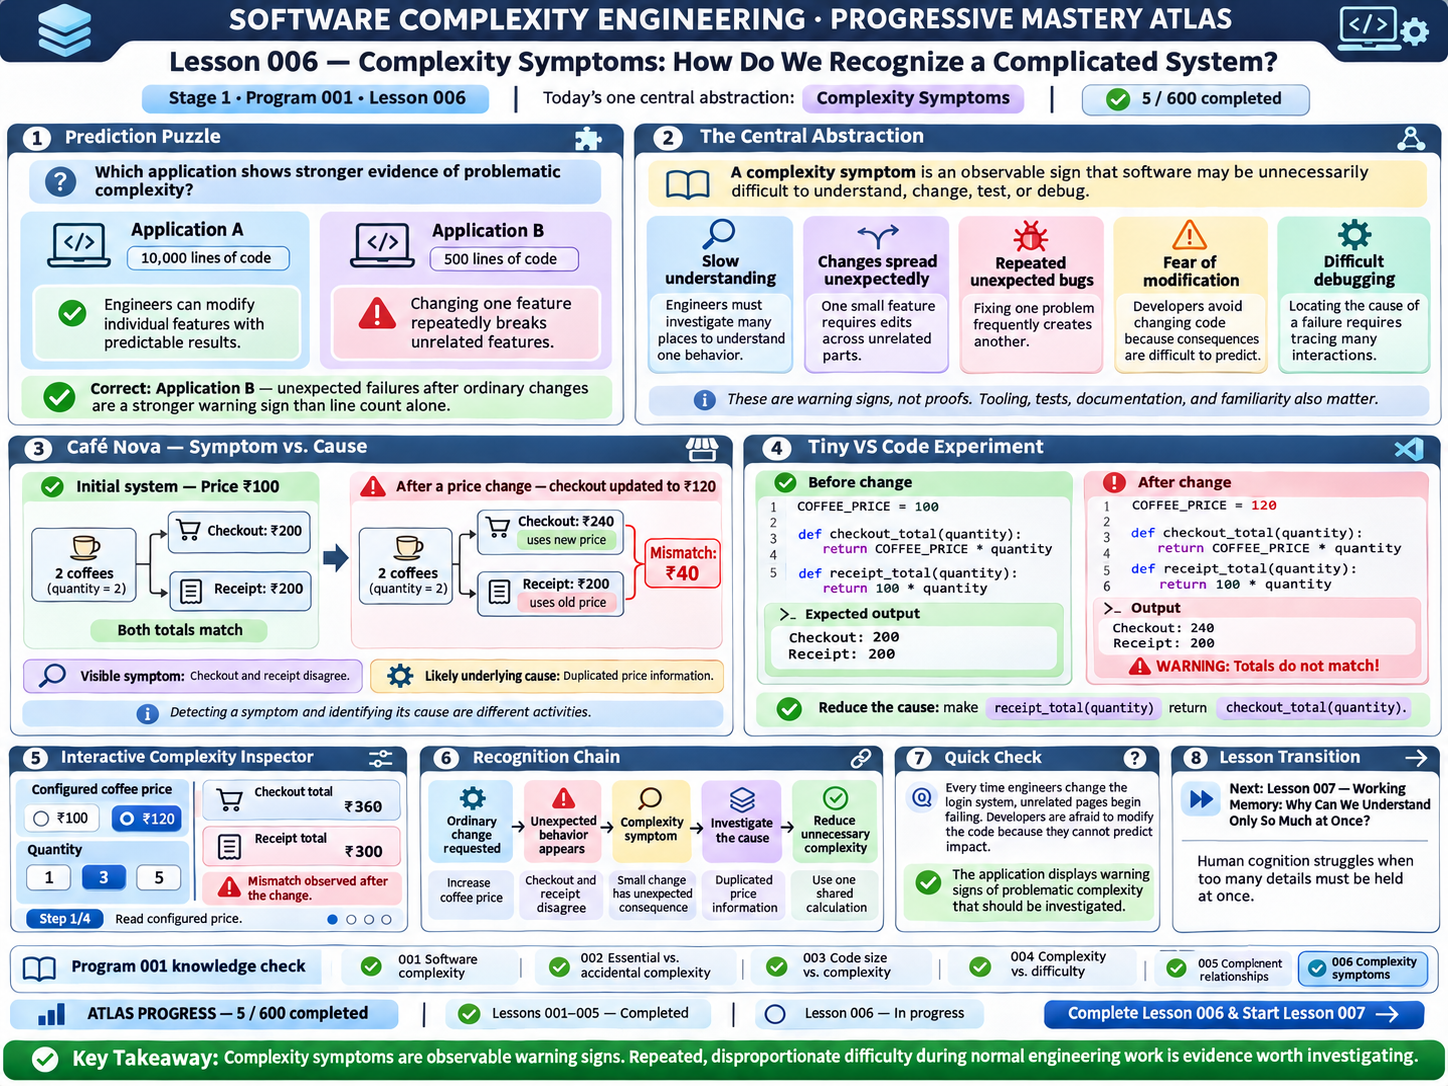 SOFTWARE COMPLEXITY ENGINEERING · PROGRESSIVE MASTERY ATLAS
Lesson 006 — Complexity Symptoms: How Do We Recognize a Complicated System?
Stage 1 • Program 001 • Lesson 006
Today's one central abstraction:
Complexity Symptoms
5 / 600 completed
1 Prediction Puzzle
Which application shows stronger evidence of problematic
complexity?
Application A
10,000 lines of code
Engineers can modify
individual features with
predictable results.
Application B
500 lines of code
Changing one feature
repeatedly breaks
unrelated features.
Correct: Application B — unexpected failures after ordinary changes
are a stronger warning sign than line count alone.
2 The Central Abstraction
A complexity symptom is an observable sign that software may be unnecessarily
difficult to understand, change, test, or debug.
Slow
understanding
Engineers must
investigate many
places to understand
one behavior.
Changes spread
unexpectedly
One small feature
requires edits
across unrelated
parts.
Repeated
unexpected bugs
Fixing one problem
frequently creates
another.
Fear of
modification
Developers avoid
changing code
because consequences
are difficult to predict.
Difficult
debugging
Locating the cause of
a failure requires
tracing many
interactions.
These are warning signs, not proofs. Tooling, tests, documentation, and familiarity also matter.
3 Café Nova — Symptom vs. Cause
Initial system — Price ₹100
2 coffees
(quantity = 2)
Checkout: ₹200
Receipt: ₹200
Both totals match
After a price change — checkout updated to ₹120
2 coffees
(quantity = 2)
Checkout: ₹240
uses new price
Receipt: ₹200
uses old price
Mismatch:
₹40
Visible symptom: Checkout and receipt disagree.
Likely underlying cause: Duplicated price information.
Detecting a symptom and identifying its cause are different activities.
4 Tiny VS Code Experiment
Before change
1 COFFEE_PRICE = 100
2
3 def checkout_total(quantity):
4 return COFFEE_PRICE * quantity
5 def receipt_total(quantity):
return 100 * quantity
>_ Expected output
Checkout: 200
Receipt: 200
After change
1 COFFEE_PRICE = 120
2
3 def checkout_total(quantity):
4 return COFFEE_PRICE * quantity
5 def receipt_total(quantity):
6 return 100 * quantity
>_ Output
Checkout: 240
Receipt: 200
WARNING: Totals do not match!
Reduce the cause: make receipt_total(quantity) return checkout_total(quantity).
5 Interactive Complexity Inspector
Configured coffee price
₹100
₹120
Quantity
1 3 5
Checkout total
₹360
Receipt total
₹300
Mismatch observed after
the change.
Step 1/4 Read configured price.
6 Recognition Chain
Ordinary
change
requested
Increase
coffee price
Unexpected
behavior
appears
Checkout and
receipt
disagree
Complexity
symptom
Small change
has unexpected
consequence
Investigate
the cause
Duplicated
price
information
Reduce
unnecessary
complexity
Use one
shared
calculation
7 Quick Check ?
Every time engineers change the
login system, unrelated pages begin
failing. Developers are afraid to modify
the code because they cannot predict
impact.
The application displays warning
signs of problematic complexity
that should be investigated.
8 Lesson Transition
Next: Lesson 007 — Working
Memory: Why Can We Understand
Only So Much at Once?
Human cognition struggles when
too many details must be held
at once.
Program 001 knowledge check
001 Software
complexity
002 Essential vs.
accidental complexity
003 Code size
vs. complexity
004 Complexity
vs. difficulty
005 Component
relationships
006 Complexity
symptoms
ATLAS PROGRESS — 5 / 600 completed
Lessons 001–005 — Completed
Lesson 006 — In progress
Complete Lesson 006 & Start Lesson 007 →
Key Takeaway: Complexity symptoms are observable warning signs. Repeated, disproportionate difficulty during normal engineering work is evidence worth investigating.